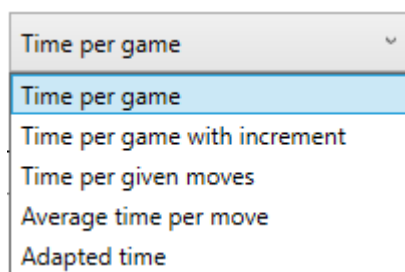 Time per game
Time per game
Time per game with increment
Time per given moves
Average time per move
Adapted time